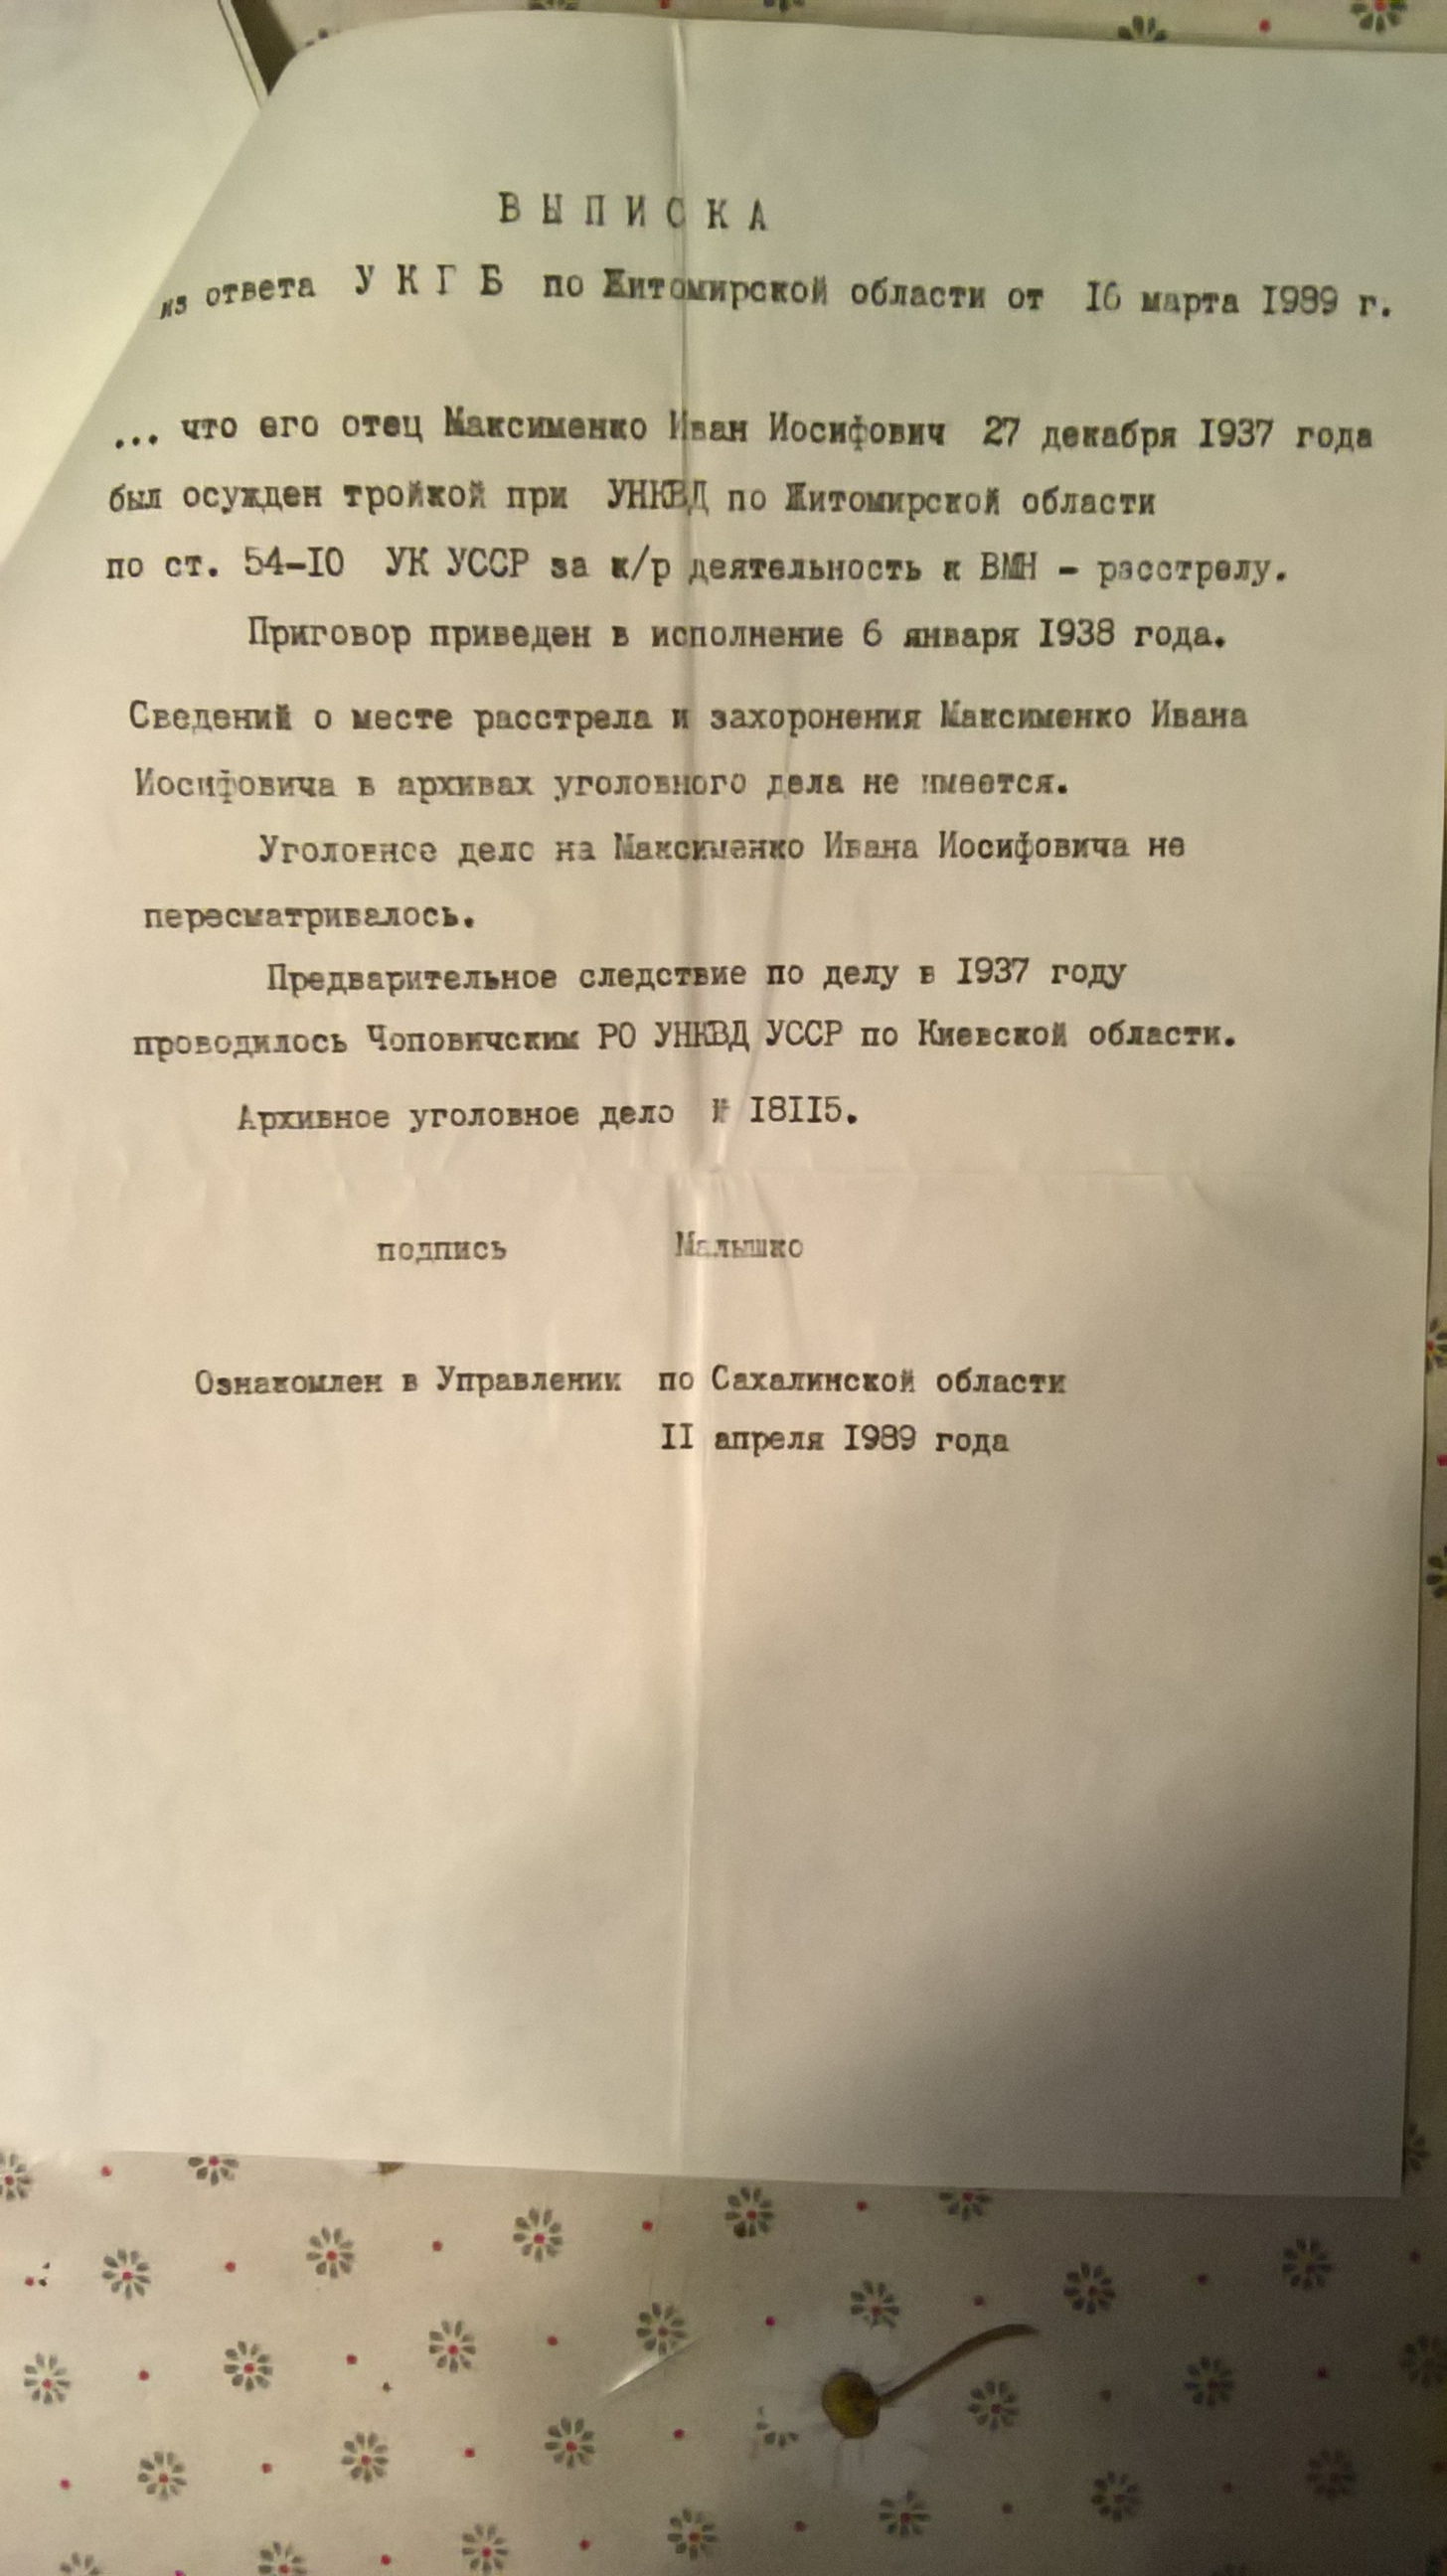 ВЫПИСКА
из ответа УКГБ по Житомирской области от 16 марта 1989 г.
... что его отец Максименко Иван Иосифович 27 декабря 1937 года
был осужден тройкой при УНКВД по Житомирской области
по ст. 54-10 УК УССР за к/р деятельность к ВМН - расстрелу.
Приговор приведен в исполнение 6 января 1938 года.
Сведений о месте расстрела и захоронения Максименко Ивана
Иосифовича в архивах уголовного дела не имеется.
Уголовное дело на Максименко Ивана Иосифовича не
пересматривалось.
Предварительное следствие по делу в 1937 году
проводилось Чоповичским РО УНКВД УССР по Киевской области.
Архивное уголовное дело № 18115.
подпись Малышко
Ознакомлен в Управлении по Сахалинской области
11 апреля 1989 года